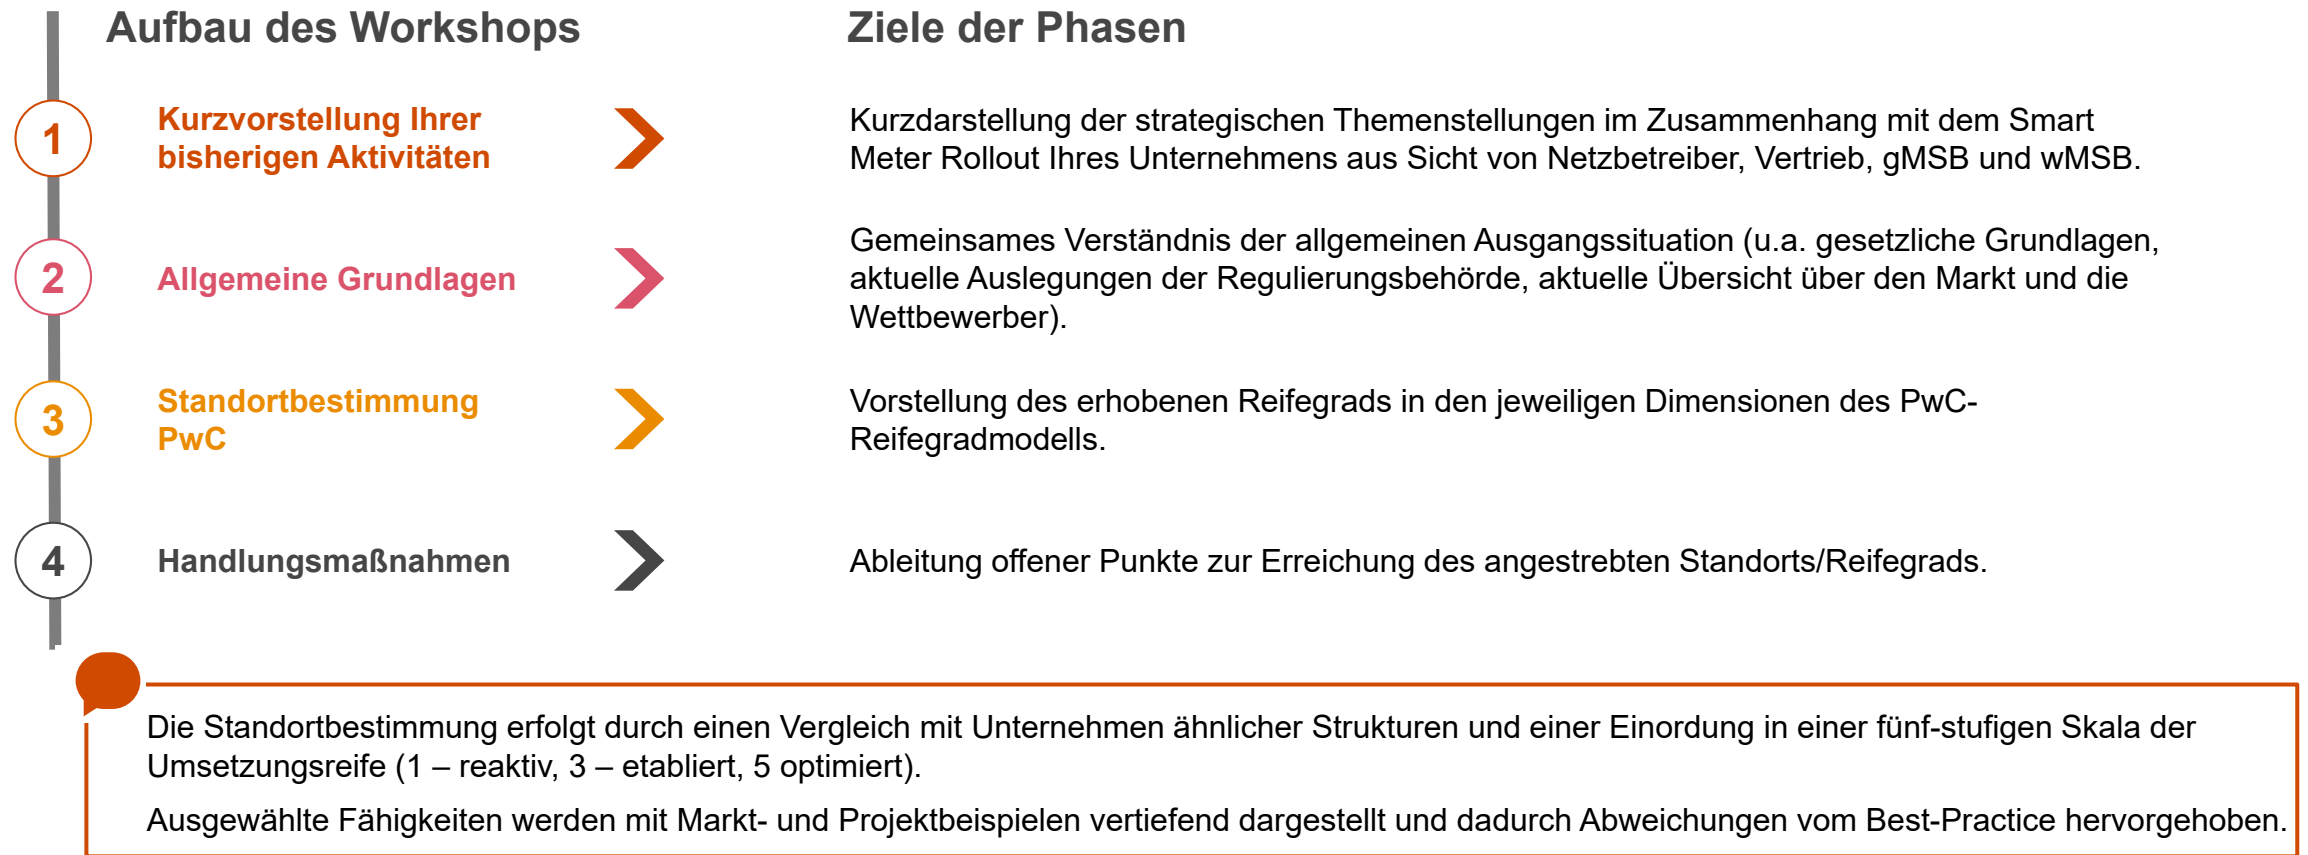 Aufbau des Workshops
Ziele der Phasen
1
Kurzvorstellung Ihrer
bisherigen Aktivitäten
Kurzdarstellung der strategischen Themenstellungen im Zusammenhang mit dem Smart
Meter Rollout Ihres Unternehmens aus Sicht von Netzbetreiber, Vertrieb, gMSB und wMSB.
2
Allgemeine Grundlagen
Gemeinsames Verständnis der allgemeinen Ausgangssituation (u.a. gesetzliche Grundlagen,
aktuelle Auslegungen der Regulierungsbehörde, aktuelle Übersicht über den Markt und die
Wettbewerber).
3
Standortbestimmung
PwC
Vorstellung des erhobenen Reifegrads in den jeweiligen Dimensionen des PwC-
Reifegradmodells.
4
Handlungsmaßnahmen
Ableitung offener Punkte zur Erreichung des angestrebten Standorts/Reifegrads.
Die Standortbestimmung erfolgt durch einen Vergleich mit Unternehmen ähnlicher Strukturen und einer Einordung in einer fünf-stufigen Skala der
Umsetzungsreife (1 – reaktiv, 3 – etabliert, 5 optimiert).
Ausgewählte Fähigkeiten werden mit Markt- und Projektbeispielen vertiefend dargestellt und dadurch Abweichungen vom Best-Practice hervorgehoben.